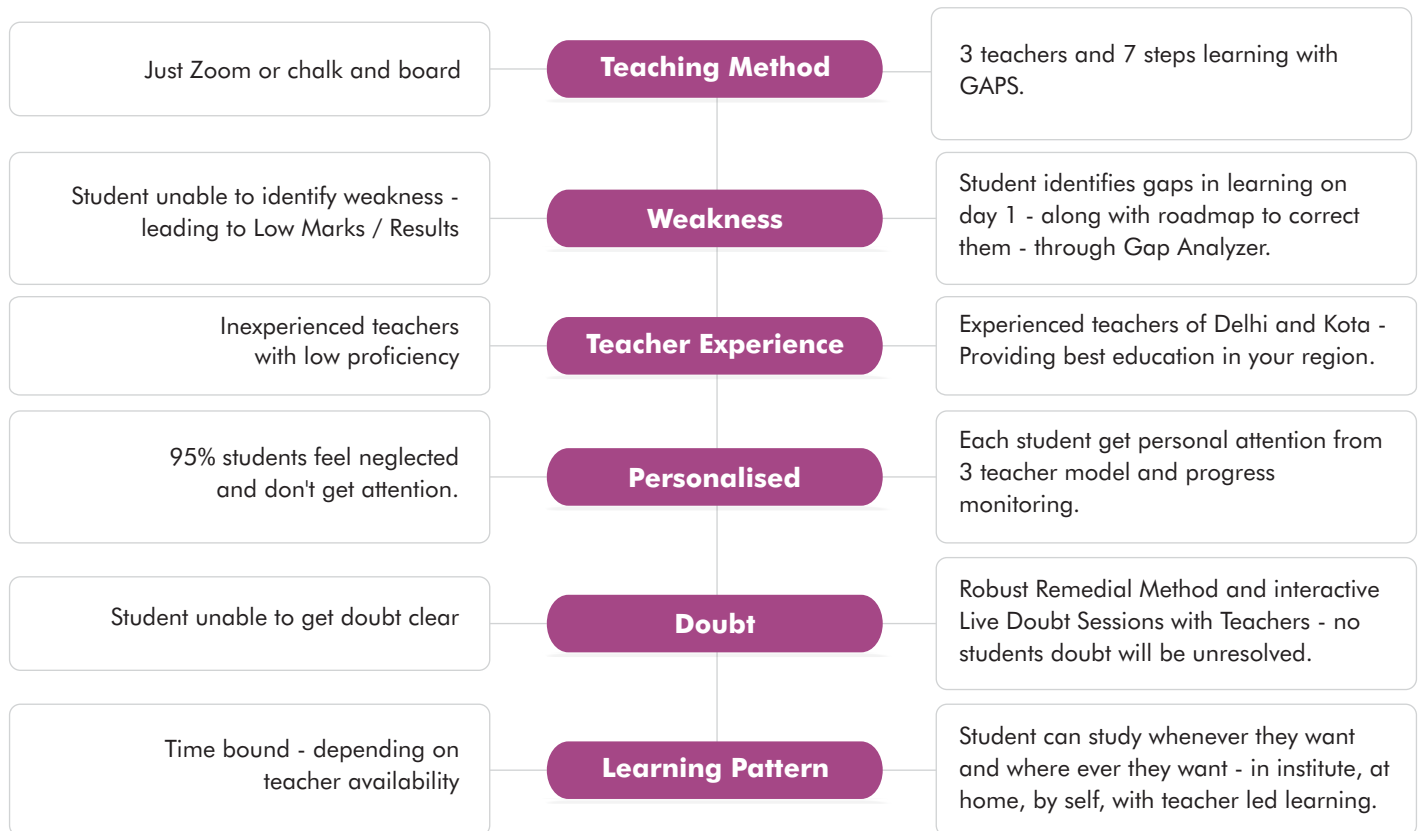 Just Zoom or chalk and board
Teaching Method
3 teachers and 7 steps learning with
GAPS.
Student unable to identify weakness -
leading to Low Marks / Results
Weakness
Student identifies gaps in learning on
day 1 - along with roadmap to correct
them - through Gap Analyzer.
Inexperienced teachers
with low proficiency
Teacher Experience
Experienced teachers of Delhi and Kota -
Providing best education in your region.
95% students feel neglected
and don't get attention.
Personalised
Each student get personal attention from
3 teacher model and progress
monitoring.
Student unable to get doubt clear
Doubt
Robust Remedial Method and interactive
Live Doubt Sessions with Teachers - no
students doubt will be unresolved.
Time bound - depending on
teacher availability
Learning Pattern
Student can study whenever they want
and where ever they want - in institute, at
home, by self, with teacher led learning.